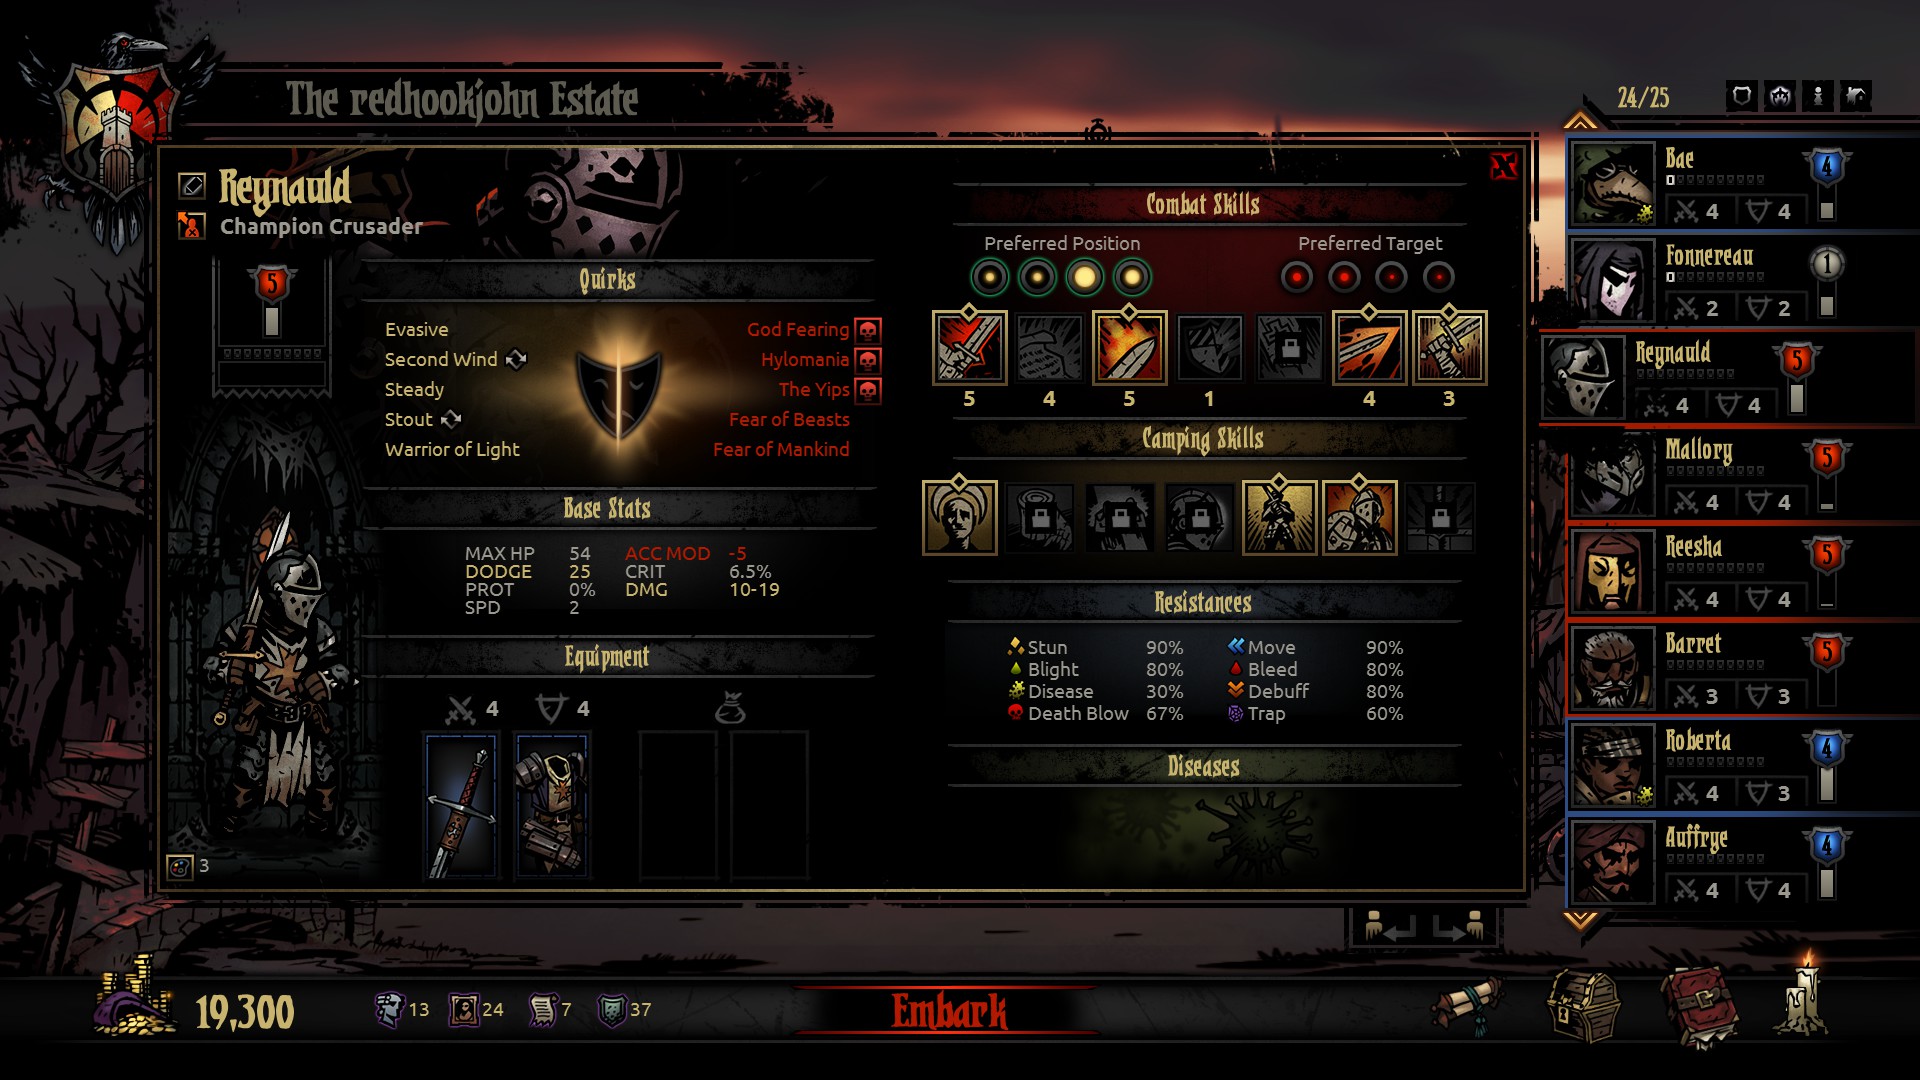 The redhookjohn Estate
24/25
Reynauld
Champion Crusader
5
Quirks
Evasive
God Fearing
Second Wind
Hylomania
Steady
The Yips
Stout
Fear of Beasts
Warrior of Light
Fear of Mankind
Base Stats
MAX HP 54 ACC MOD -5
DODGE 25 CRIT 6.5%
PROT 0% DMG 10-19
SPD 2
Equipment
4 4
3
Combat Skills
Preferred Position Preferred Target
5 4 5 1 4 3
Camping Skills
Resistances
Stun 90% Move 90%
Blight 80% Bleed 80%
Disease 30% Debuff 80%
Death Blow 67% Trap 60%
Diseases
Bae 4
4 4
Fonnereau 1
2 2
Reynauld 5
4 4
Mallory 5
4 4
Reesha 5
4 4
Barret 5
3 3
Roberta 4
4 3
Auffrye 4
4 4
19,300
13 24 7 37
Embark